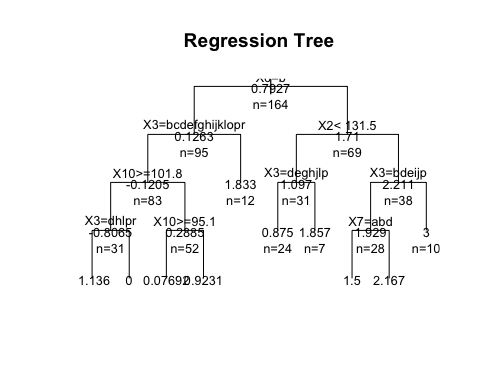 Regression Tree
0.7927
n=164
X3=bcdefghijklopr
X2< 131.5
0.1263
1.71
n=95
n=69
X10>=101.8
X3=deghjlp
X3=bdeijp
-0.1205
1.833
1.097
2.211
n=83
n=12
n=31
n=38
X3=dhlpr
X10>=95.1
X7=abd
-0.8065
0.2885
0.875
1.857
1.929
3
n=31
n=52
n=24
n=7
n=28
n=10
1.136
0
0.07692
0.9231
1.5
2.167